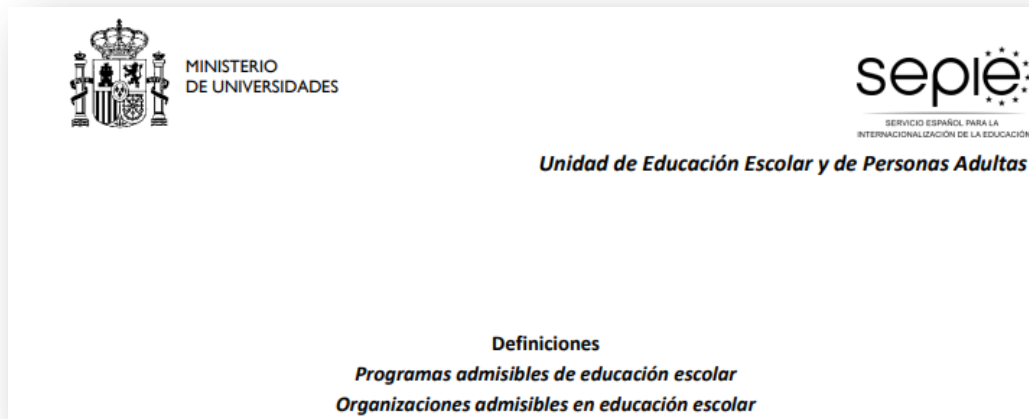 MINISTERIO
DE UNIVERSIDADES
sepie
SERVICIO ESPAÑOL PARA LA
INTERNACIONALIZACIÓN DE LA EDUCACIÓN
Unidad de Educación Escolar y de Personas Adultas
Definiciones
Programas admisibles de educación escolar
Organizaciones admisibles en educación escolar